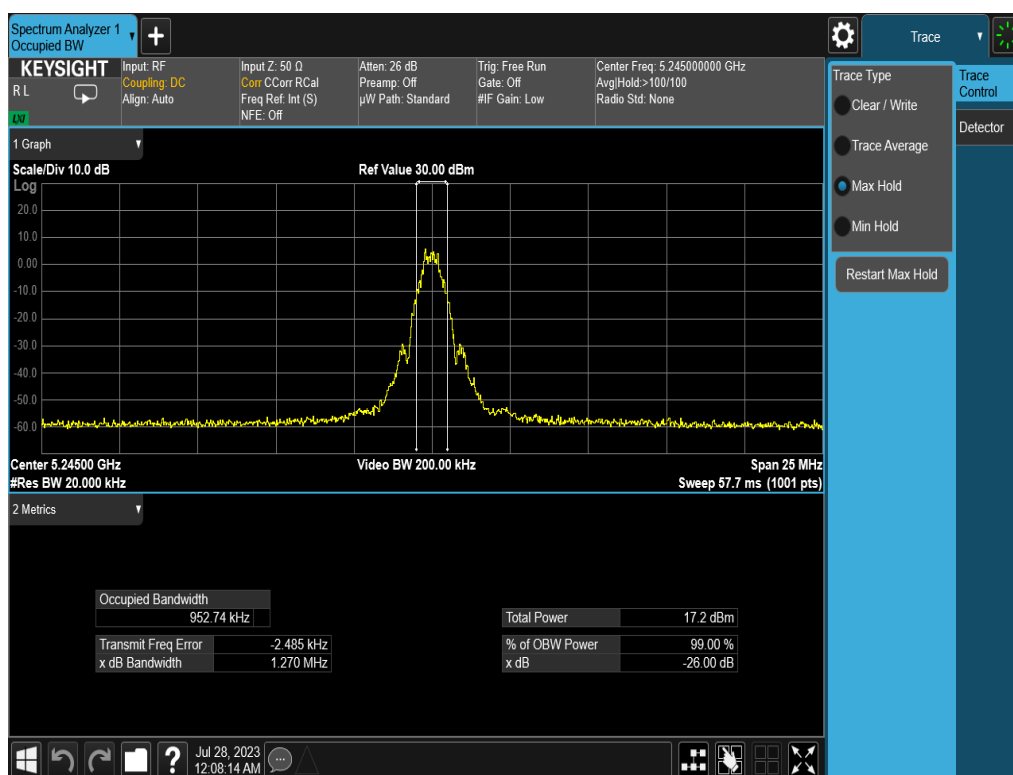 Spectrum Analyzer 1
Occupied BW
+
Trace
KEYSIGHT
R L
LXI
Input: RF
Coupling: DC
Align: Auto
Input Z: 50 Ω
Corr CCorr RCal
Freq Ref: Int (S)
NFE: Off
Atten: 26 dB
Preamp: Off
µW Path: Standard
Trig: Free Run
Gate: Off
#IF Gain: Low
Center Freq: 5.245000000 GHz
Avg|Hold:>100/100
Radio Std: None
Trace Type
Clear / Write
Trace Average
Max Hold
Min Hold
Restart Max Hold
Trace
Control
Detector
1 Graph
Scale/Div 10.0 dB
Ref Value 30.00 dBm
Log
20.0
10.0
0.00
-10.0
-20.0
-30.0
-40.0
-50.0
-60.0
Center 5.24500 GHz
Video BW 200.00 kHz
Span 25 MHz
#Res BW 20.000 kHz
Sweep 57.7 ms (1001 pts)
2 Metrics
Occupied Bandwidth
952.74 kHz
Total Power 17.2 dBm
Transmit Freq Error -2.485 kHz
% of OBW Power 99.00 %
x dB Bandwidth 1.270 MHz
x dB -26.00 dB
?
Jul 28, 2023
12:08:14 AM